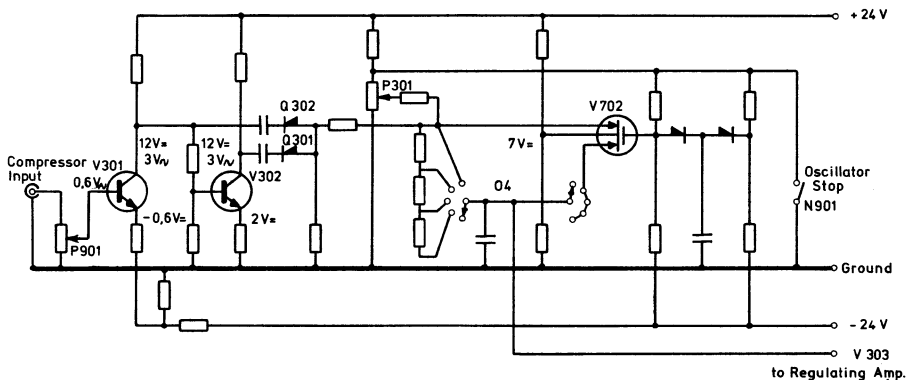 + 24 V
P301
Q302
V702
Q301
12V=
3V~
12V=
3V~
7V=
Compressor
Input
V301
0,6V~
V302
O4
Oscillator
Stop
N901
-0,6V=
2V=
P901
Ground
- 24 V
V 303
to Regulating Amp.